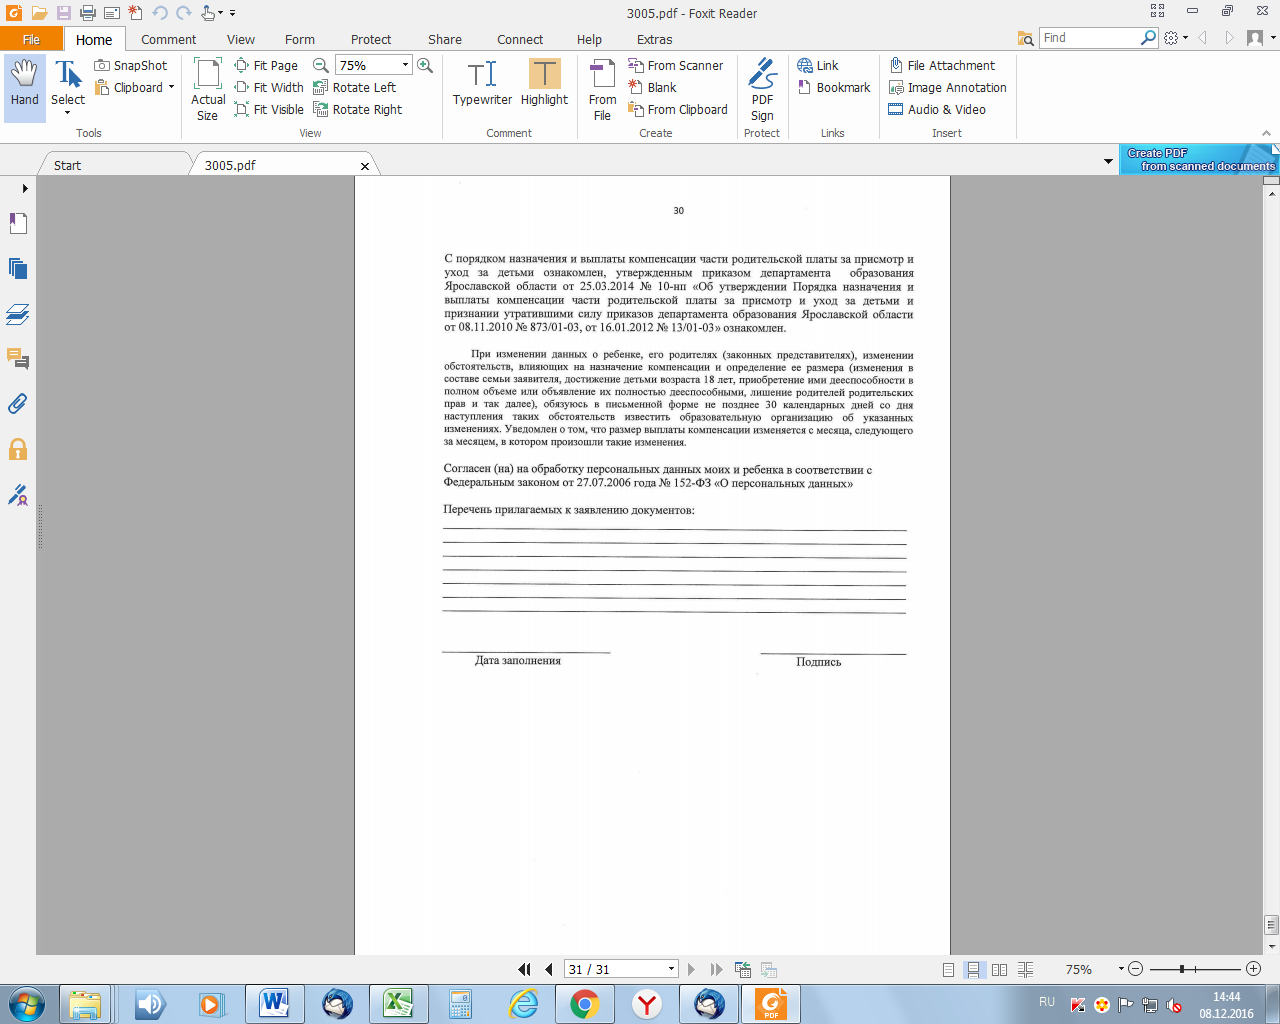 3005.pdf - Foxit Reader
File Home Comment View Form Protect Share Connect Help Extras
Find
Hand
Select
SnapShot
Clipboard
Tools
Actual Size
Fit Page
Fit Width
Fit Visible
75%
Rotate Left
Rotate Right
View
Typewriter
Highlight
Comment
From File
From Scanner
Blank
From Clipboard
Create
PDF Sign
Protect
Link
Bookmark
Links
File Attachment
Image Annotation
Audio & Video
Insert
Start
3005.pdf
Create PDF
from scanned documents
30
С порядком назначения и выплаты компенсации части родительской платы за присмотр и
уход за детьми ознакомлен, утвержденным приказом департамента образования
Ярославской области от 25.03.2014 № 10-нп «Об утверждении Порядка назначения и
выплаты компенсации части родительской платы за присмотр и уход за детьми и
признании утратившими силу приказов департамента образования Ярославской области
от 08.11.2010 № 873/01-03, от 16.01.2012 № 13/01-03» ознакомлен.
При изменении данных о ребенке, его родителях (законных представителях), изменении
обстоятельств, влияющих на назначение компенсации и определение ее размера (изменения в
составе семьи заявителя, достижение детьми возраста 18 лет, приобретение ими дееспособности в
полном объеме или объявление их полностью дееспособными, лишение родителей родительских
прав и так далее), обязуюсь в письменной форме не позднее 30 календарных дней со дня
наступления таких обстоятельств известить образовательную организацию об указанных
изменениях. Уведомлен о том, что размер выплаты компенсации изменяется с месяца, следующего
за месяцем, в котором произошли такие изменения.
Согласен (на) на обработку персональных данных моих и ребенка в соответствии с
Федеральным законом от 27.07.2006 года № 152-ФЗ «О персональных данных»
Перечень прилагаемых к заявлению документов:
Дата заполнения
Подпись
31 / 31
75%
RU
14:44
08.12.2016